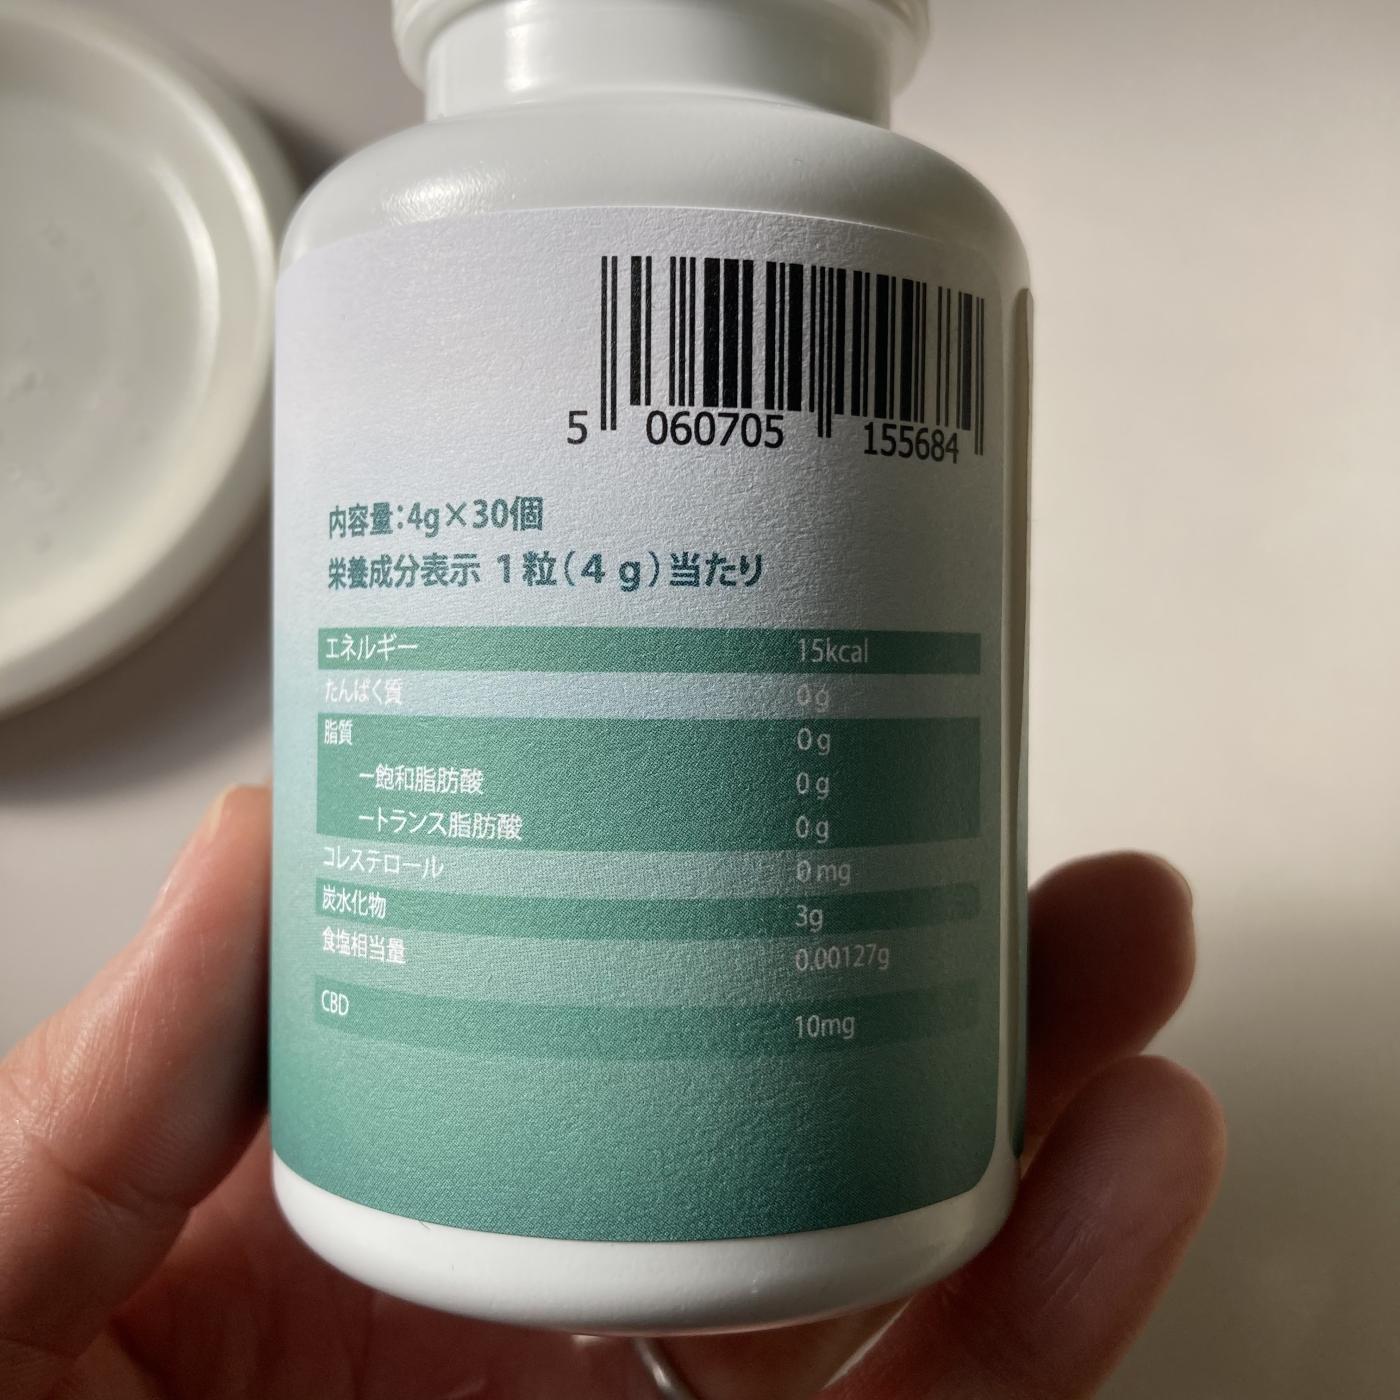 5 060705 155684
内容量:4g×30個
栄養成分表示 1粒(4g)当たり
エネルギー 15kcal
たんぱく質 0g
脂質 0g
ー飽和脂肪酸 0g
ートランス脂肪酸 0g
コレステロール 0mg
炭水化物 3g
食塩相当量 0.00127g
CBD 10mg